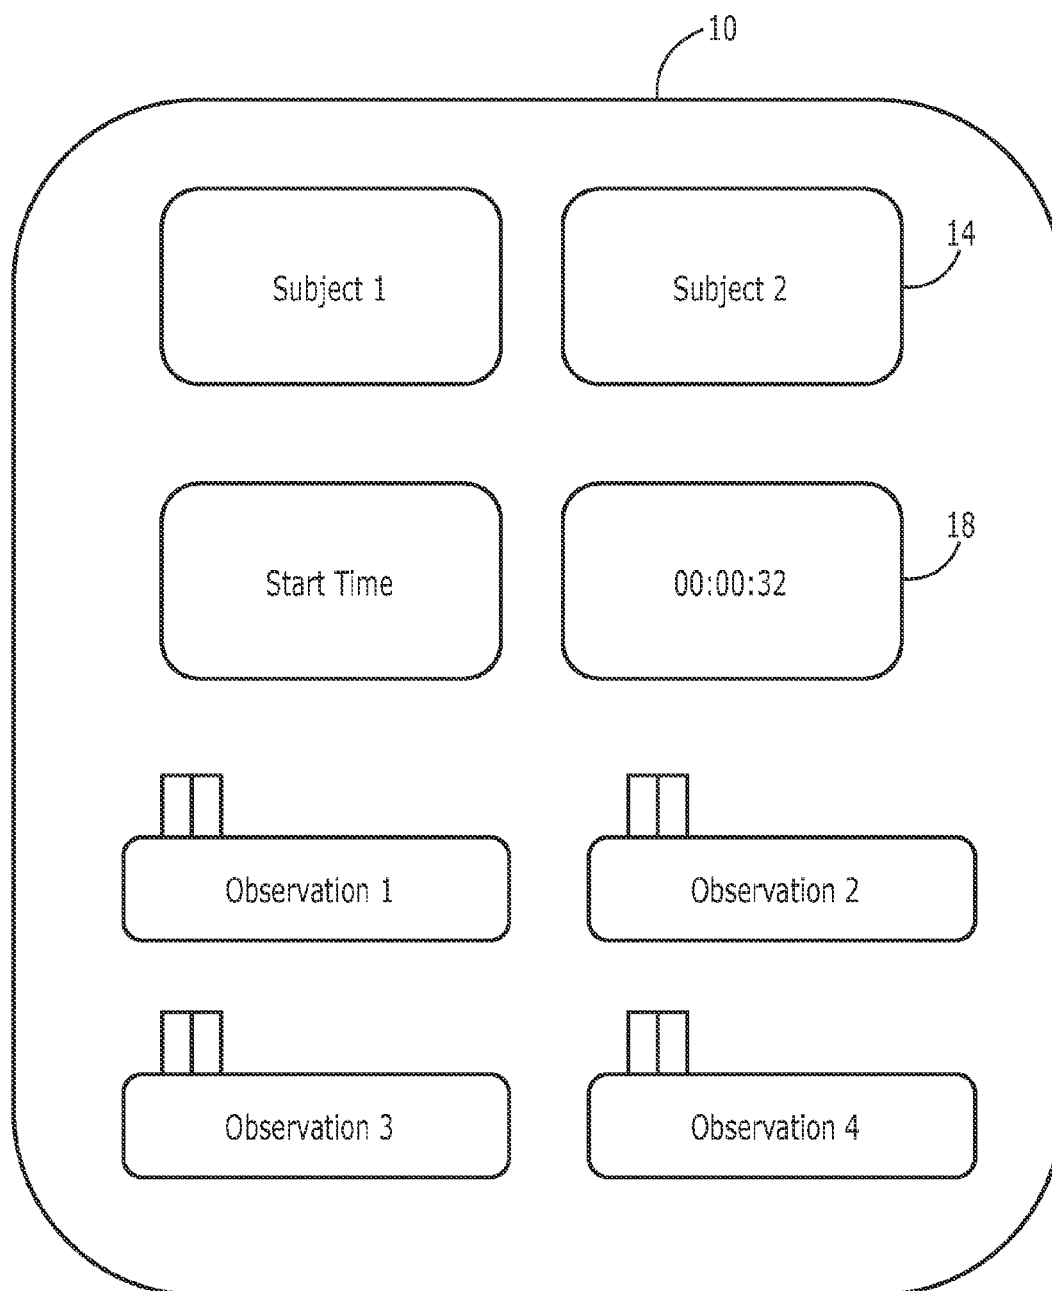 10
Subject 1
Subject 2
14
Start Time
00:00:32
18
Observation 1
Observation 2
Observation 3
Observation 4